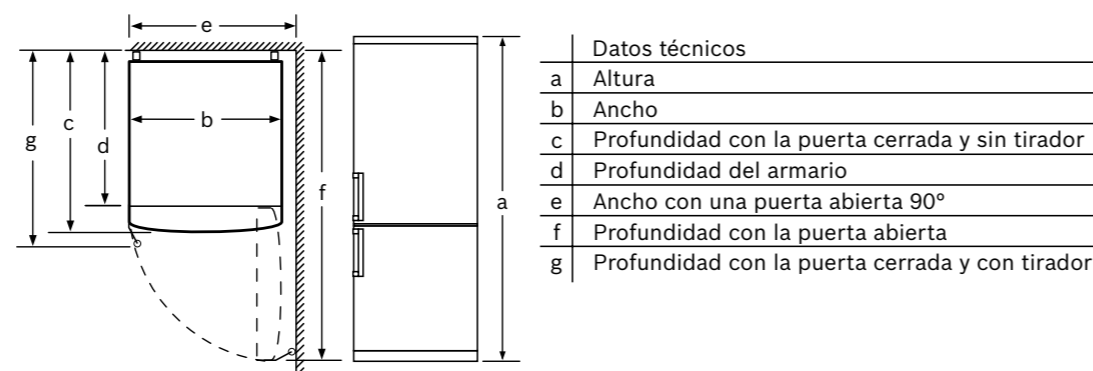 e
g
c
d
b
f
a
Datos técnicos
a Altura
b Ancho
c Profundidad con la puerta cerrada y sin tirador
d Profundidad del armario
e Ancho con una puerta abierta 90º
f Profundidad con la puerta abierta
g Profundidad con la puerta cerrada y con tirador